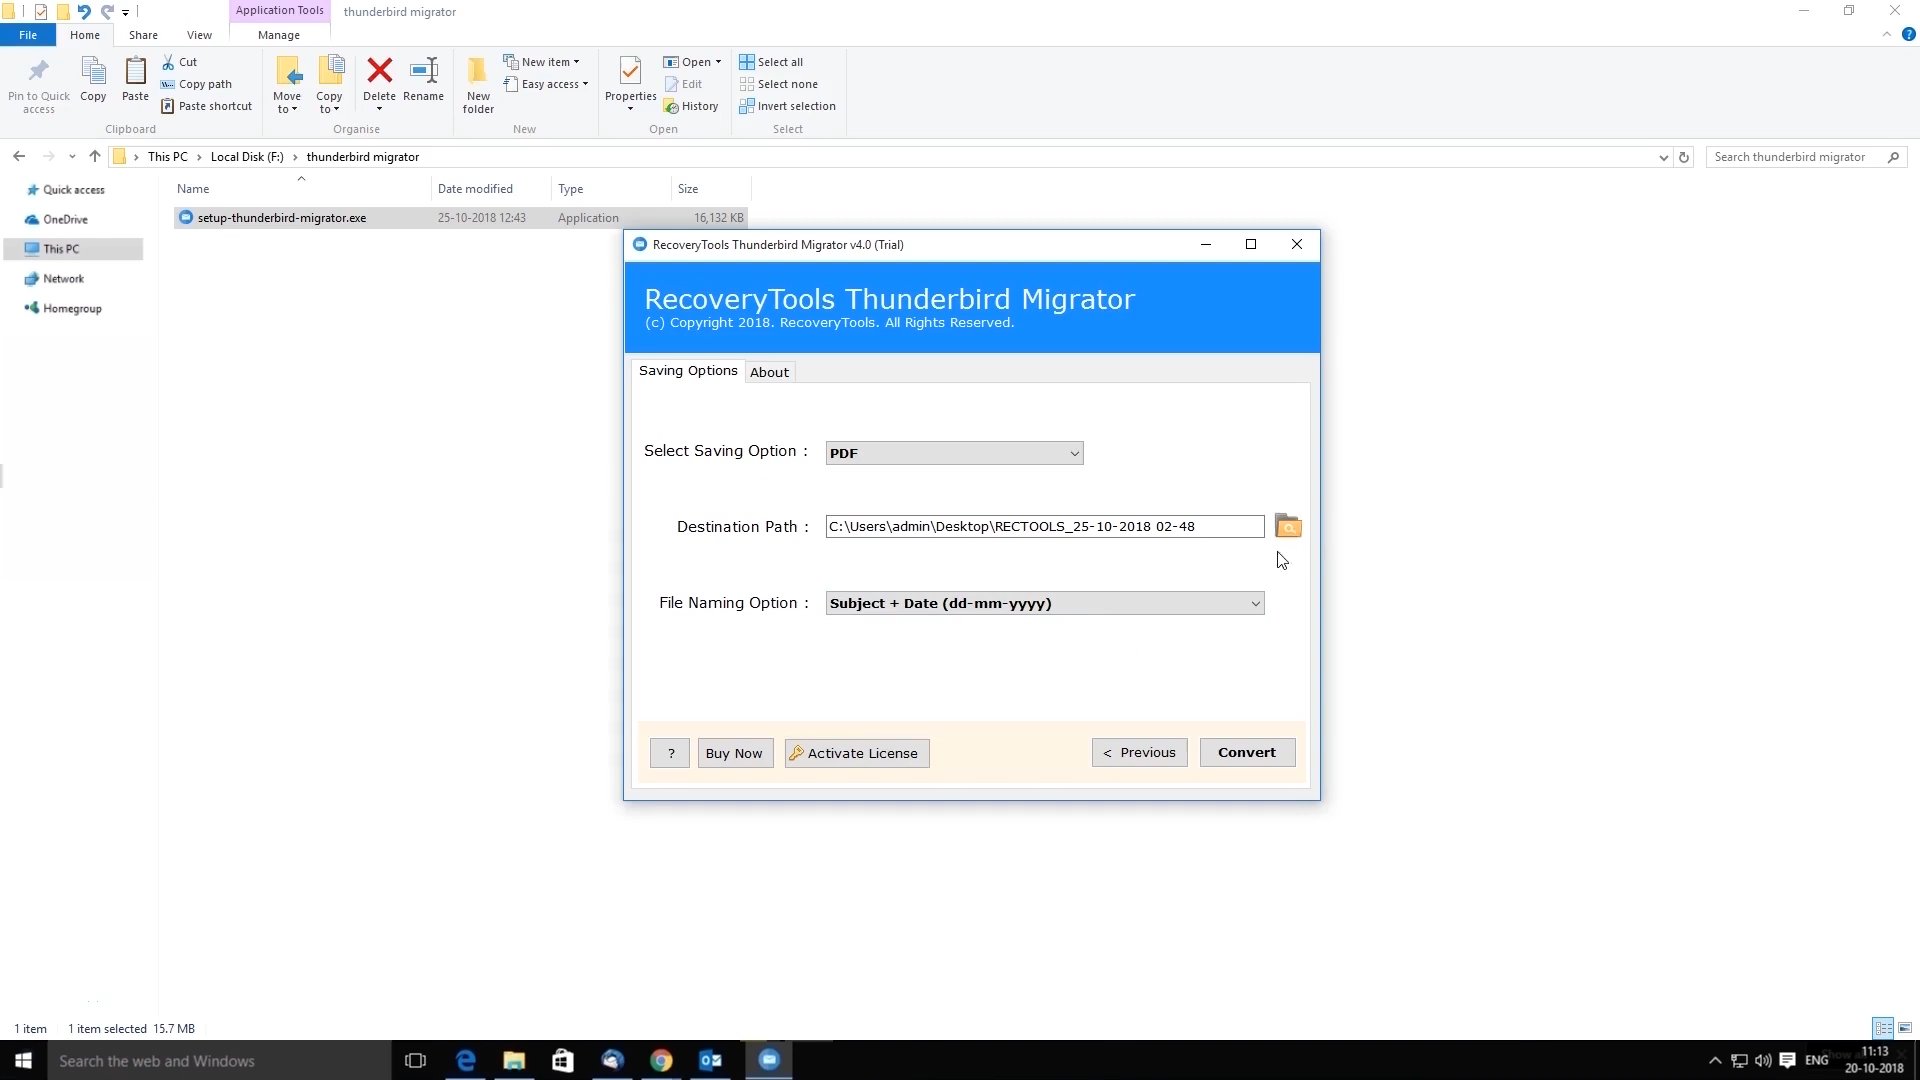 Application Tools thunderbird migrator
File Home Share View Manage
Pin to Quick access
Copy
Paste
Cut
Copy path
Paste shortcut
Clipboard
Move to
Copy to
Delete
Rename
Organise
New folder
New item
Easy access
New
Properties
Open
Edit
History
Open
Select all
Select none
Invert selection
Select
This PC › Local Disk (F:) › thunderbird migrator
Search thunderbird migrator
Quick access
OneDrive
This PC
Network
Homegroup
Name Date modified Type Size
setup-thunderbird-migrator.exe 25-10-2018 12:43 Application 16,132 KB
RecoveryTools Thunderbird Migrator v4.0 (Trial)
RecoveryTools Thunderbird Migrator
(c) Copyright 2018. RecoveryTools. All Rights Reserved.
Saving Options About
Select Saving Option : PDF
Destination Path : C:\Users\admin\Desktop\RECTOOLS_25-10-2018 02-48
File Naming Option : Subject + Date (dd-mm-yyyy)
? Buy Now Activate License < Previous Convert
1 item 1 item selected 15.7 MB
Search the web and Windows
ENG
11:13
20-10-2018